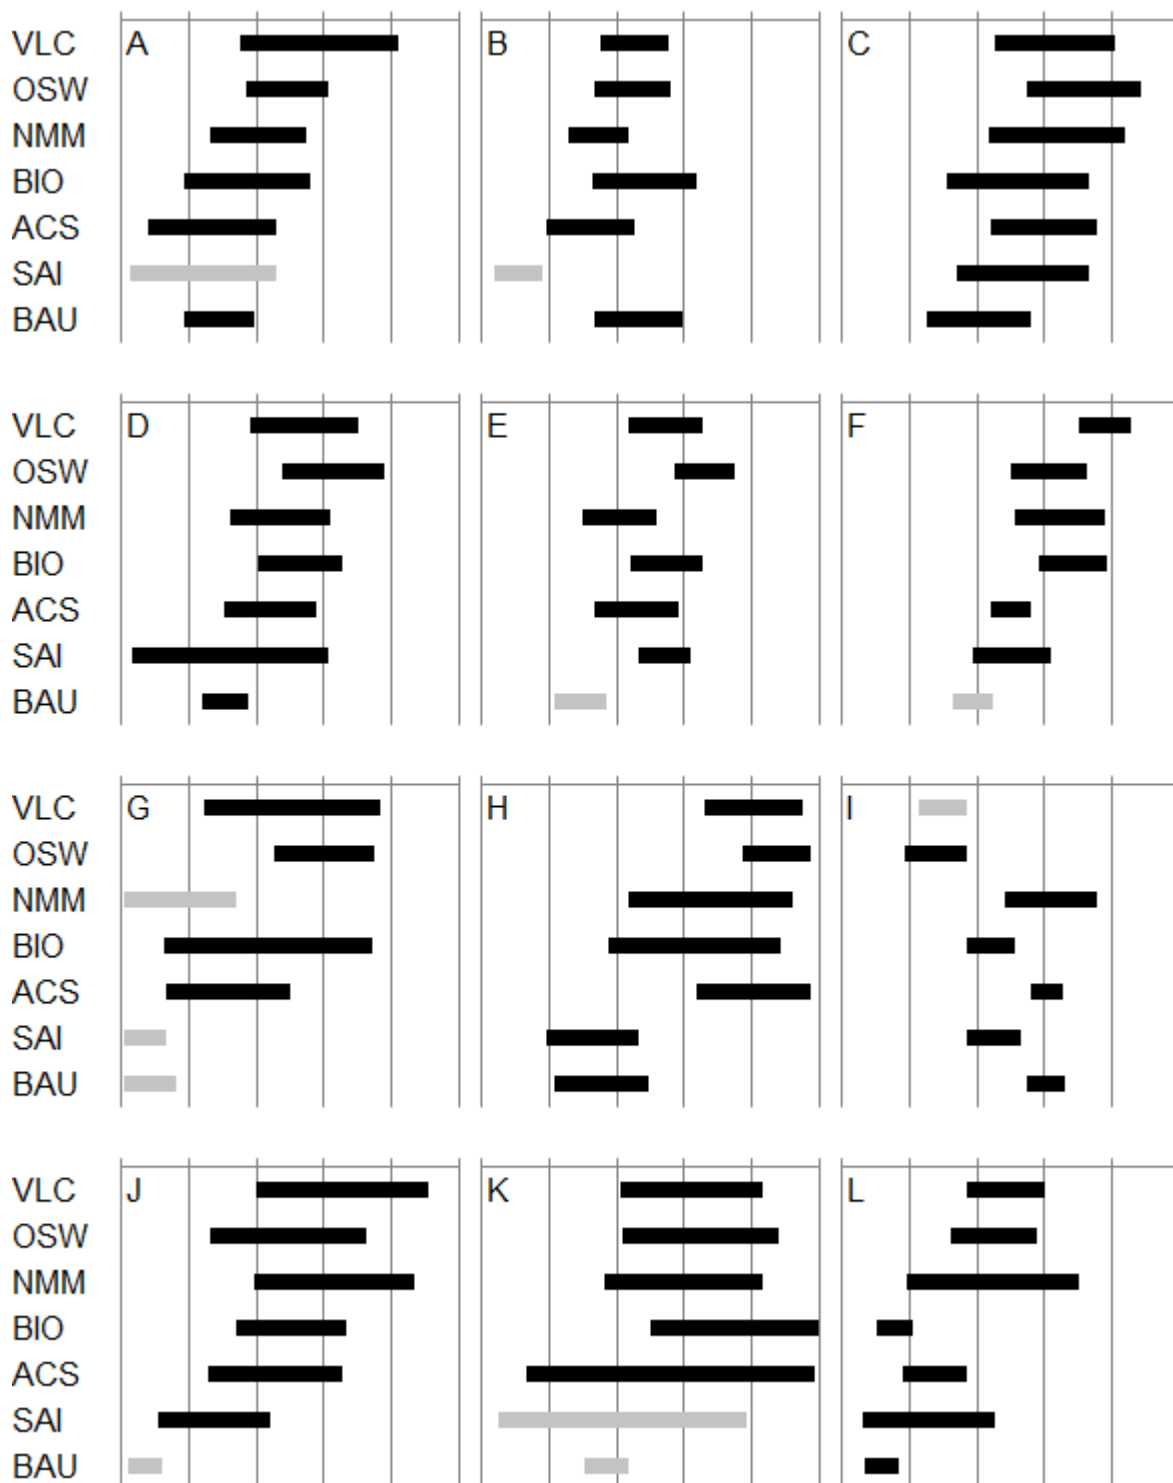 VLC A B C
OSW
NMM
BIO
ACS
SAI
BAU
VLC D E F
OSW
NMM
BIO
ACS
SAI
BAU
VLC G H I
OSW
NMM
BIO
ACS
SAI
BAU
VLC J K L
OSW
NMM
BIO
ACS
SAI
BAU